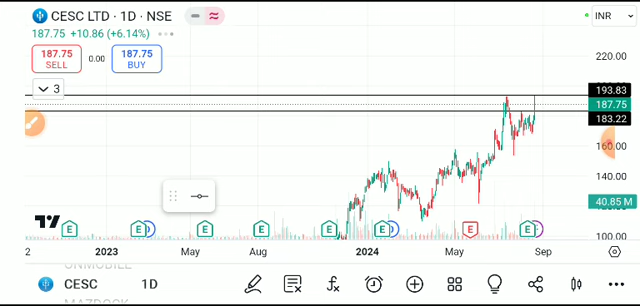 CESC LTD · 1D · NSE
INR
187.75 +10.86 (+6.14%)
187.75 0.00 187.75
SELL BUY
3
220.00
193.83
187.75
183.22
160.00
140.00
40.85 M
100.00
E E E E E E E E
2 2023 May Aug 2024 May Sep
CESC 1D